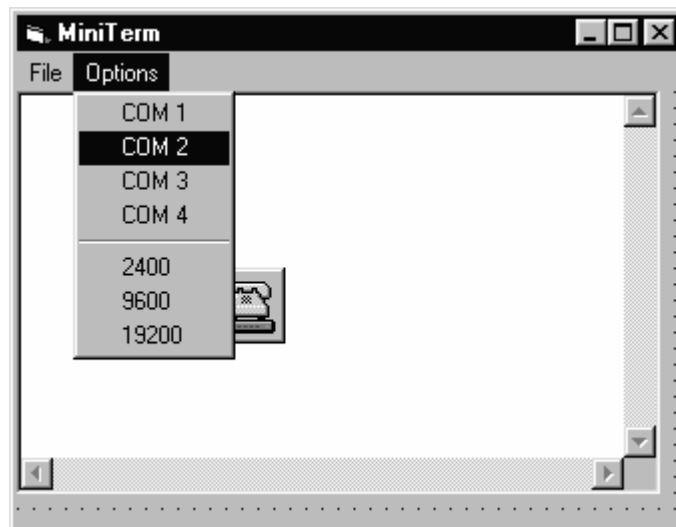 MiniTerm
File Options
COM 1
COM 2
COM 3
COM 4
2400
9600
19200